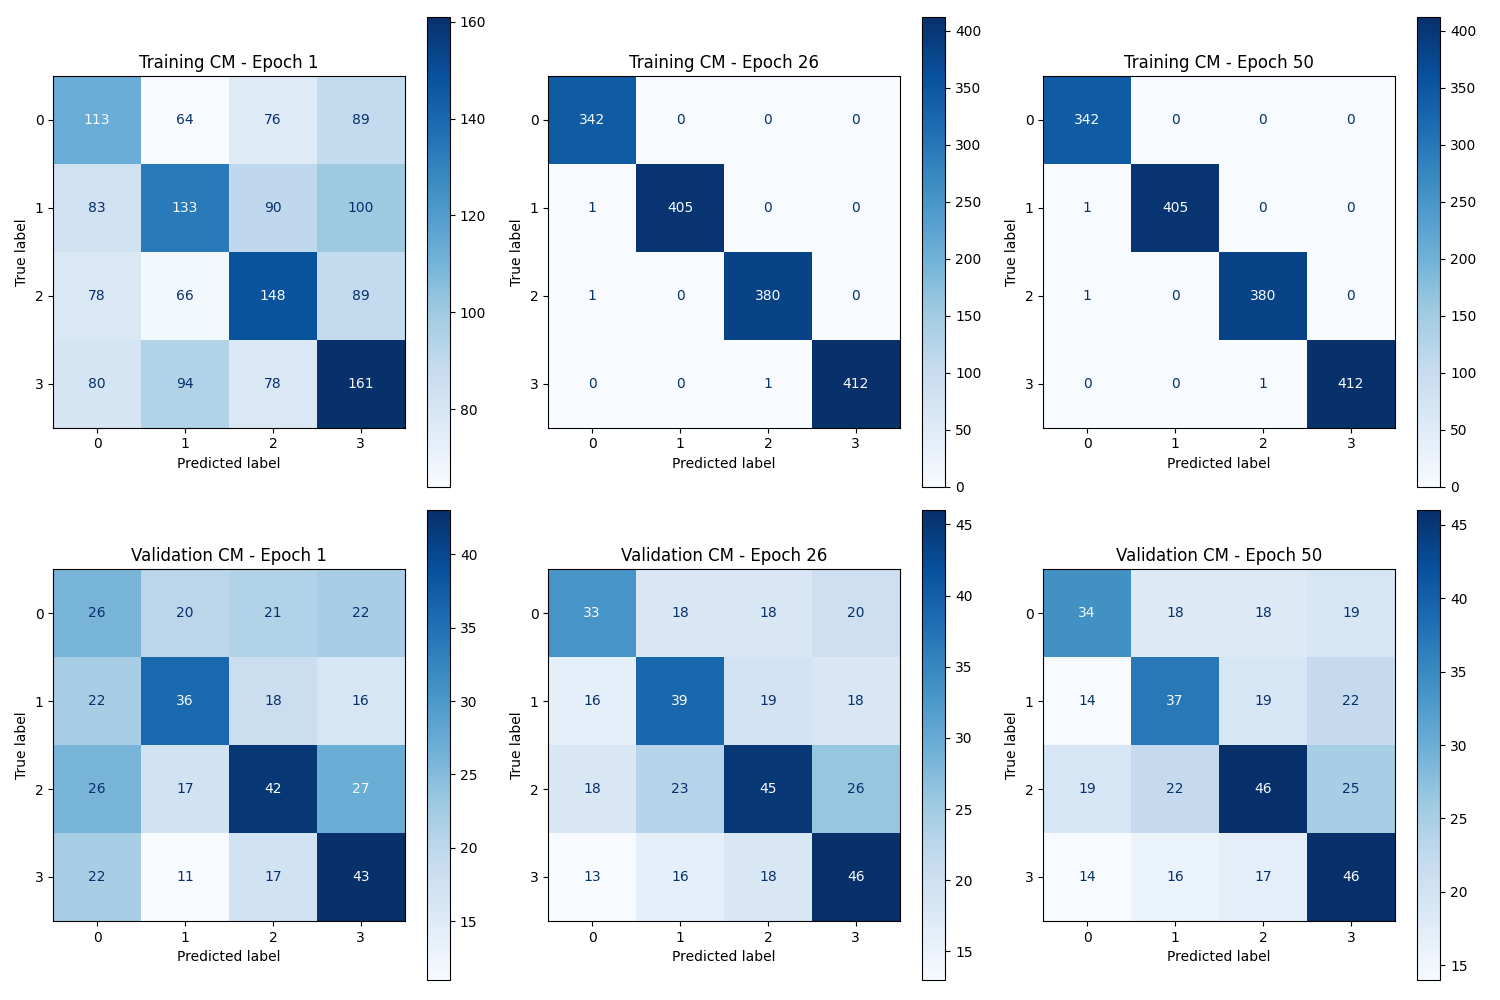 Training CM - Epoch 1
0 113 64 76 89
1 83 133 90 100
2 78 66 148 89
3 80 94 78 161
0 1 2 3
Predicted label
True label
160
140
120
100
80
Training CM - Epoch 26
0 342 0 0 0
1 1 405 0 0
2 1 0 380 0
3 0 0 1 412
0 1 2 3
Predicted label
True label
400
350
300
250
200
150
100
50
0
Training CM - Epoch 50
0 342 0 0 0
1 1 405 0 0
2 1 0 380 0
3 0 0 1 412
0 1 2 3
Predicted label
True label
400
350
300
250
200
150
100
50
0
Validation CM - Epoch 1
0 26 20 21 22
1 22 36 18 16
2 26 17 42 27
3 22 11 17 43
0 1 2 3
Predicted label
True label
40
35
30
25
20
15
Validation CM - Epoch 26
0 33 18 18 20
1 16 39 19 18
2 18 23 45 26
3 13 16 18 46
0 1 2 3
Predicted label
True label
45
40
35
30
25
20
15
Validation CM - Epoch 50
0 34 18 18 19
1 14 37 19 22
2 19 22 46 25
3 14 16 17 46
0 1 2 3
Predicted label
True label
45
40
35
30
25
20
15